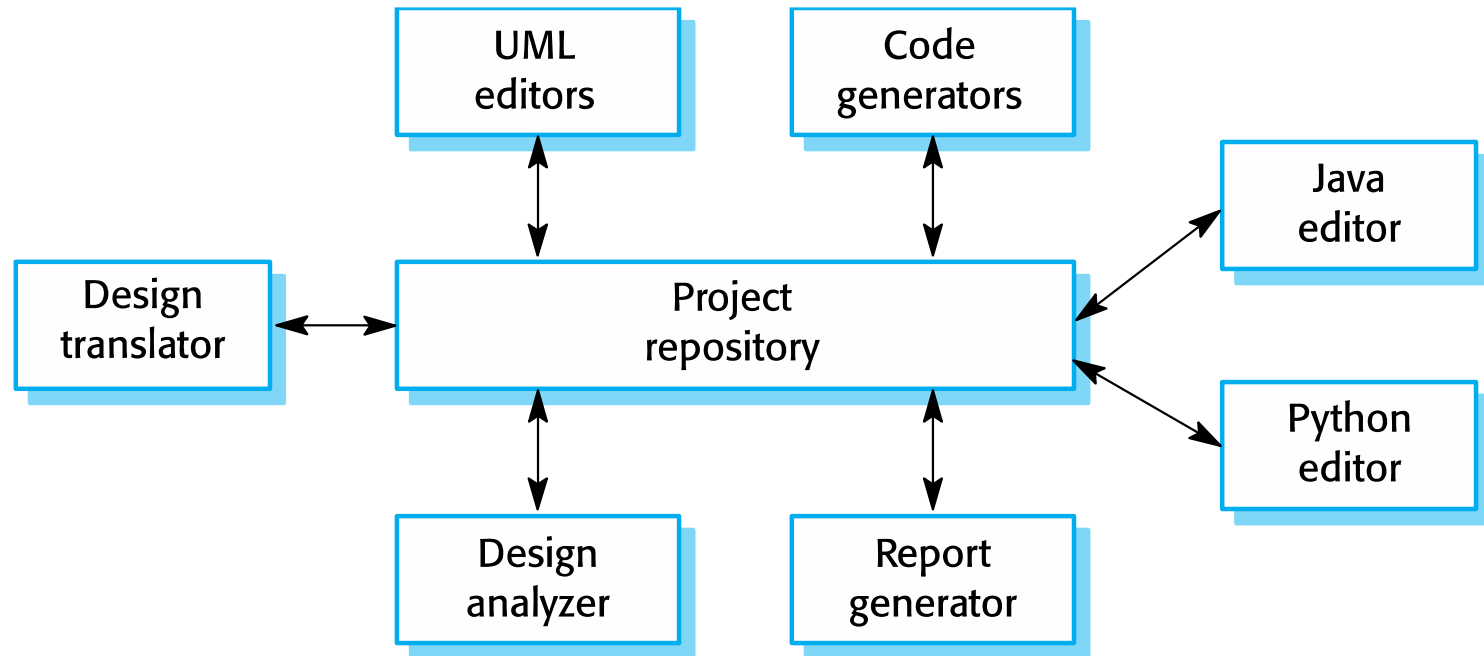 UML
editors
Code
generators
Java
editor
Design
translator
Project
repository
Python
editor
Design
analyzer
Report
generator